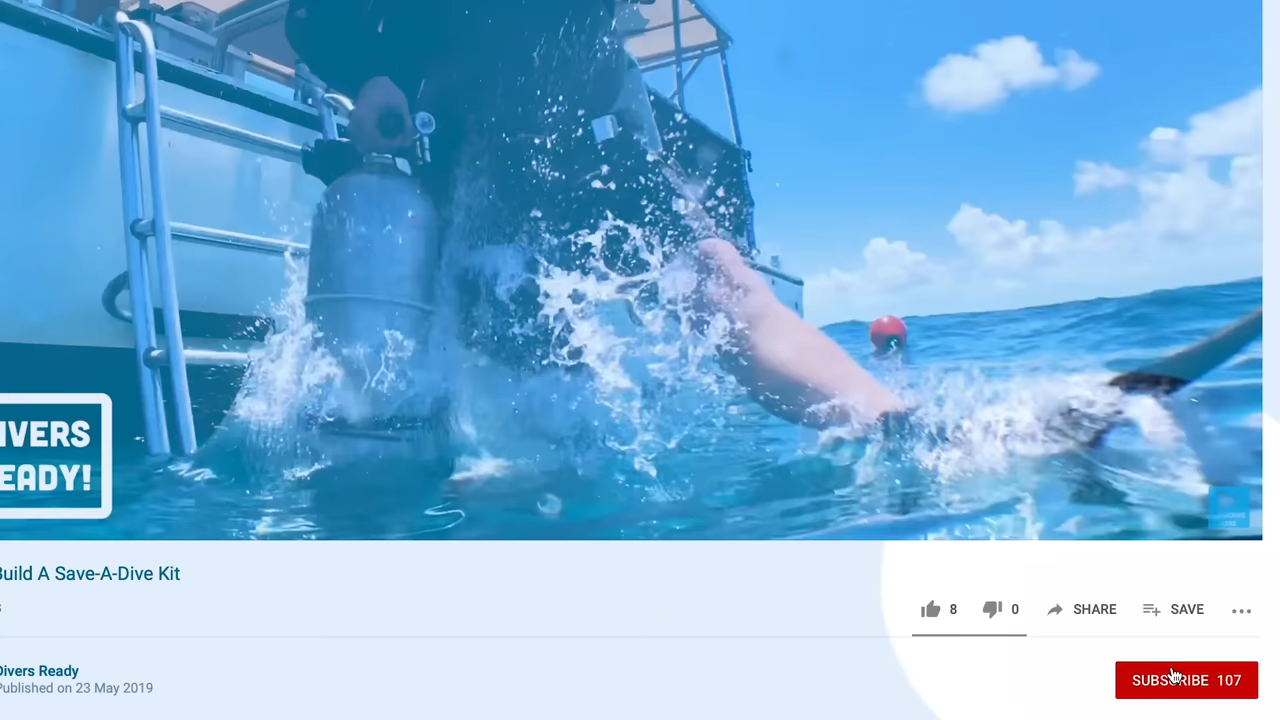 IVERS
EADY!
Build A Save-A-Dive Kit
8
0
SHARE
SAVE
Divers Ready
Published on 23 May 2019
SUBSCRIBE 107